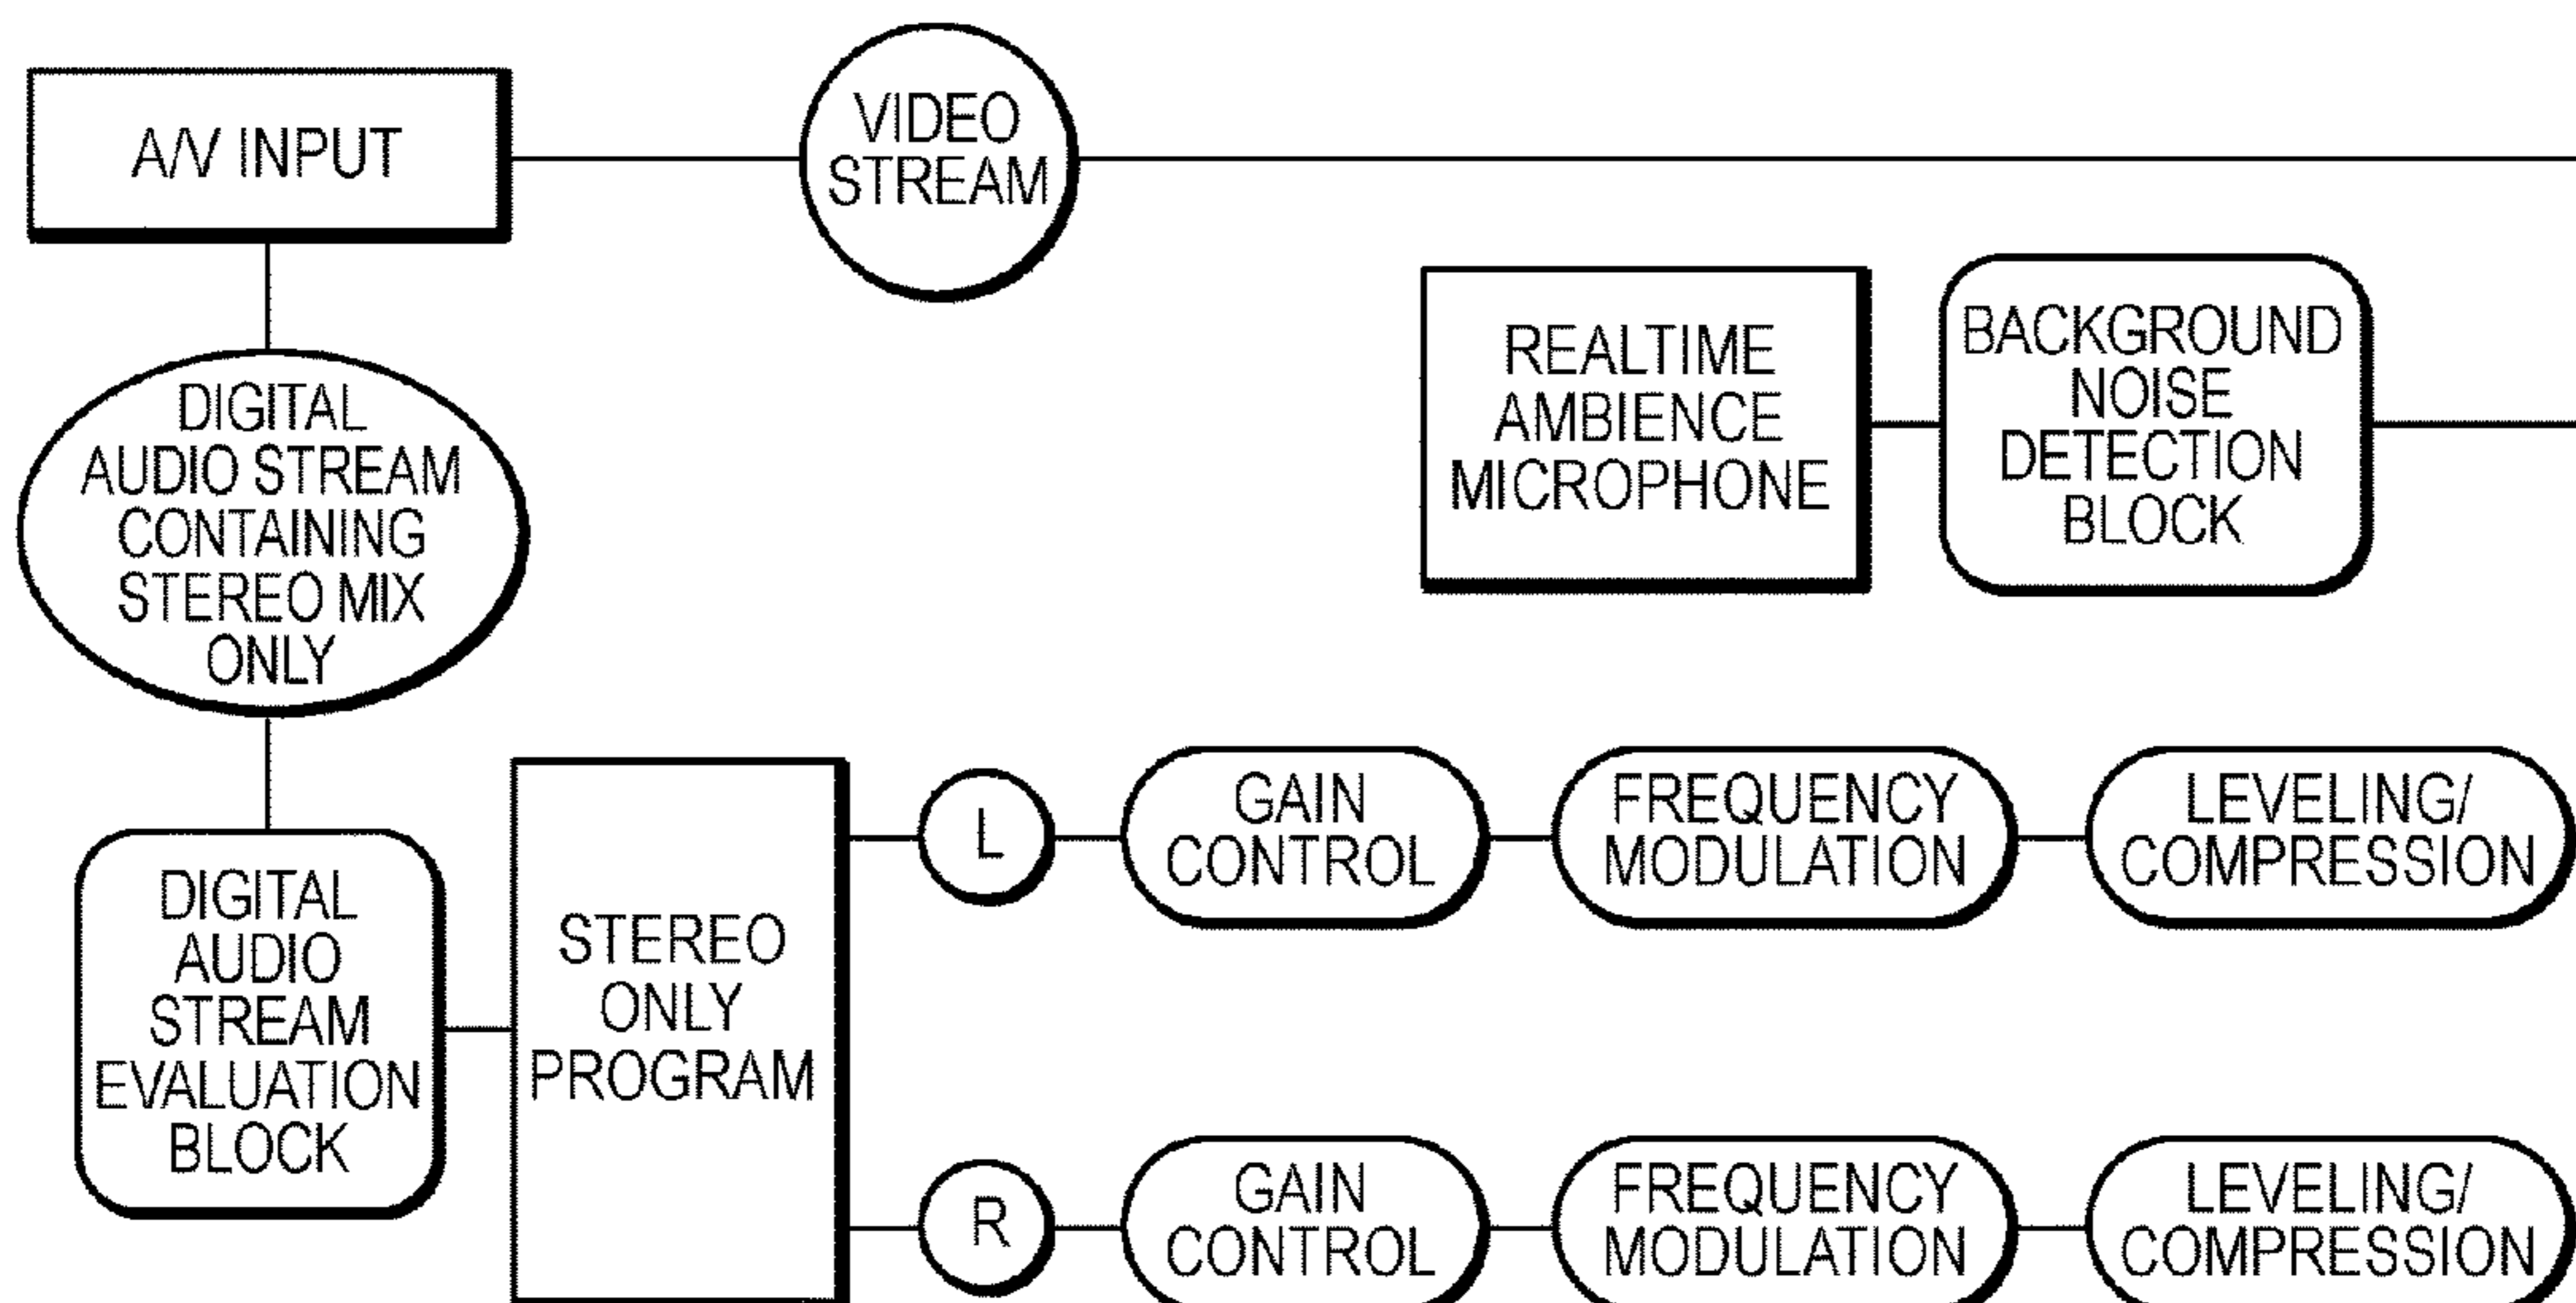 A/V INPUT
VIDEO
STREAM
REALTIME
AMBIENCE
MICROPHONE
BACKGROUND
NOISE
DETECTION
BLOCK
DIGITAL
AUDIO STREAM
CONTAINING
STEREO MIX
ONLY
DIGITAL
AUDIO
STREAM
EVALUATION
BLOCK
STEREO
ONLY
PROGRAM
L
GAIN
CONTROL
FREQUENCY
MODULATION
LEVELING/
COMPRESSION
R
GAIN
CONTROL
FREQUENCY
MODULATION
LEVELING/
COMPRESSION